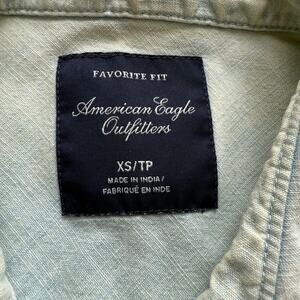 FAVORITE FIT
American Eagle
Outfitters
XS/TP
MADE IN INDIA/
FABRIQUÉ EN INDE